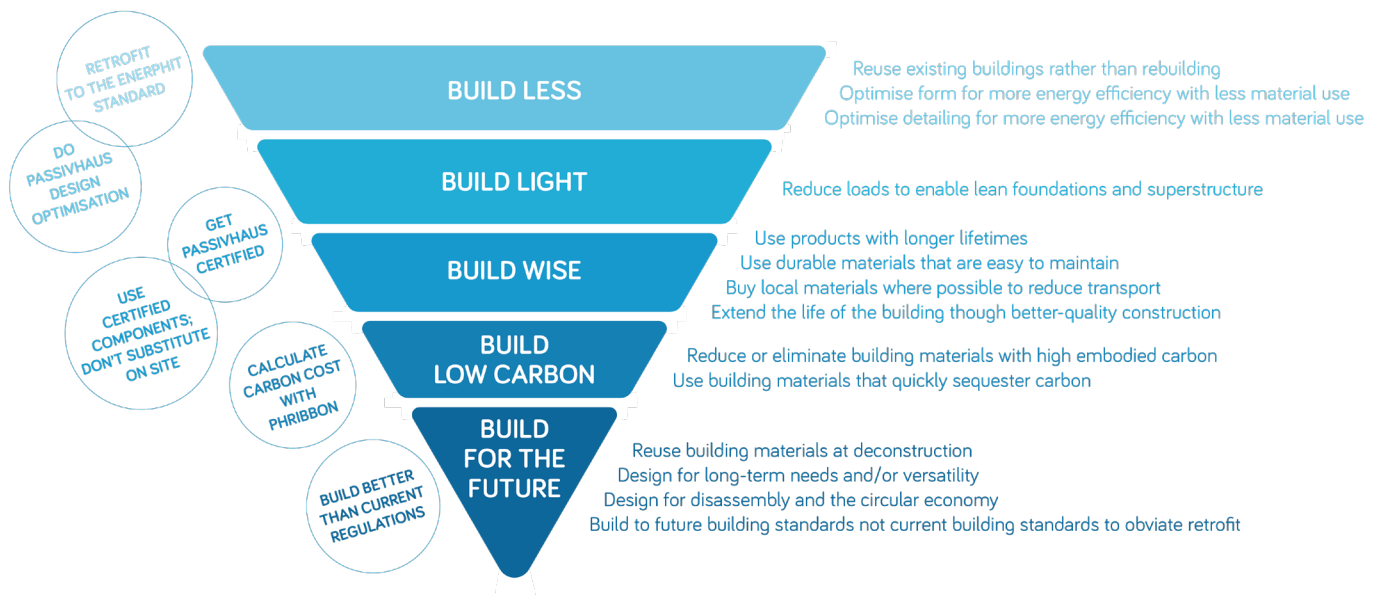 RETROFIT
TO THE ENERPHIT
STANDARD
DO
PASSIVHAUS
DESIGN
OPTIMISATION
GET
PASSIVHAUS
CERTIFIED
USE
CERTIFIED
COMPONENTS;
DON'T SUBSTITUTE
ON SITE
CALCULATE
CARBON COST
WITH
PHRIBBON
BUILD BETTER
THAN CURRENT
REGULATIONS
BUILD LESS
Reuse existing buildings rather than rebuilding
Optimise form for more energy efficiency with less material use
Optimise detailing for more energy efficiency with less material use
BUILD LIGHT
Reduce loads to enable lean foundations and superstructure
BUILD WISE
Use products with longer lifetimes
Use durable materials that are easy to maintain
Buy local materials where possible to reduce transport
Extend the life of the building though better-quality construction
BUILD
LOW CARBON
Reduce or eliminate building materials with high embodied carbon
Use building materials that quickly sequester carbon
BUILD
FOR THE
FUTURE
Reuse building materials at deconstruction
Design for long-term needs and/or versatility
Design for disassembly and the circular economy
Build to future building standards not current building standards to obviate retrofit